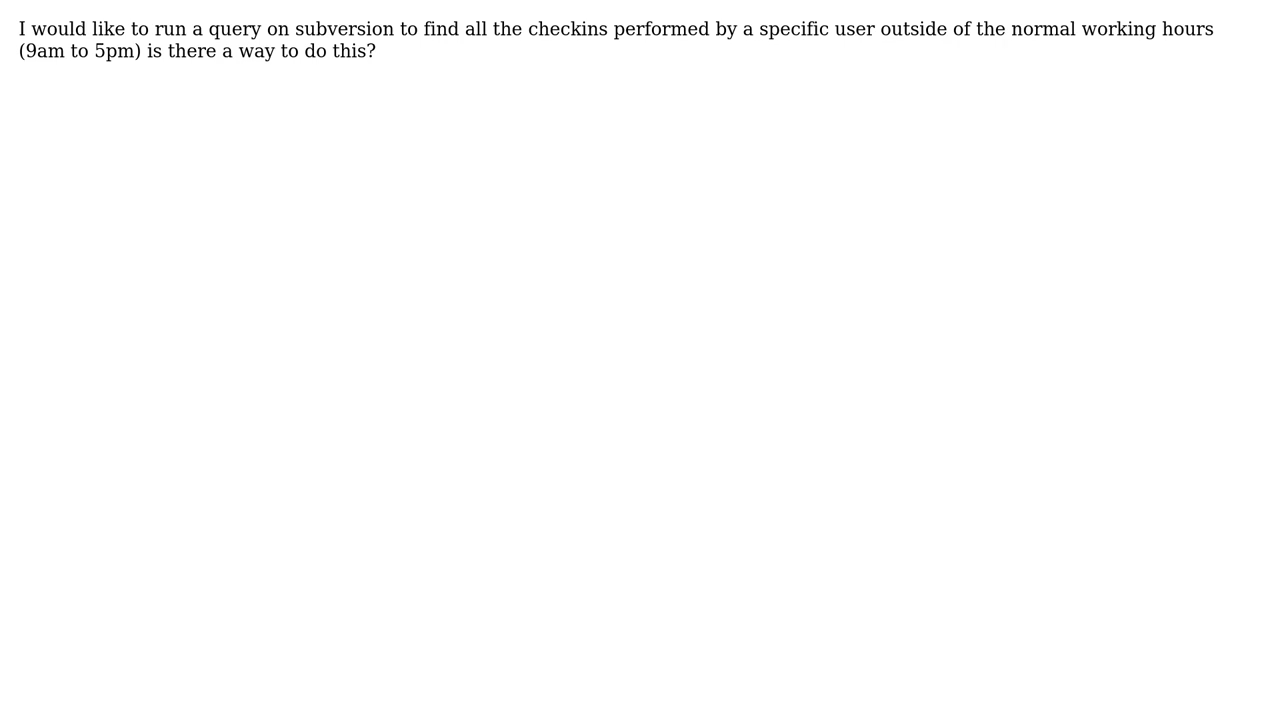 I would like to run a query on subversion to find all the checkins performed by a specific user outside of the normal working hours
(9am to 5pm) is there a way to do this?